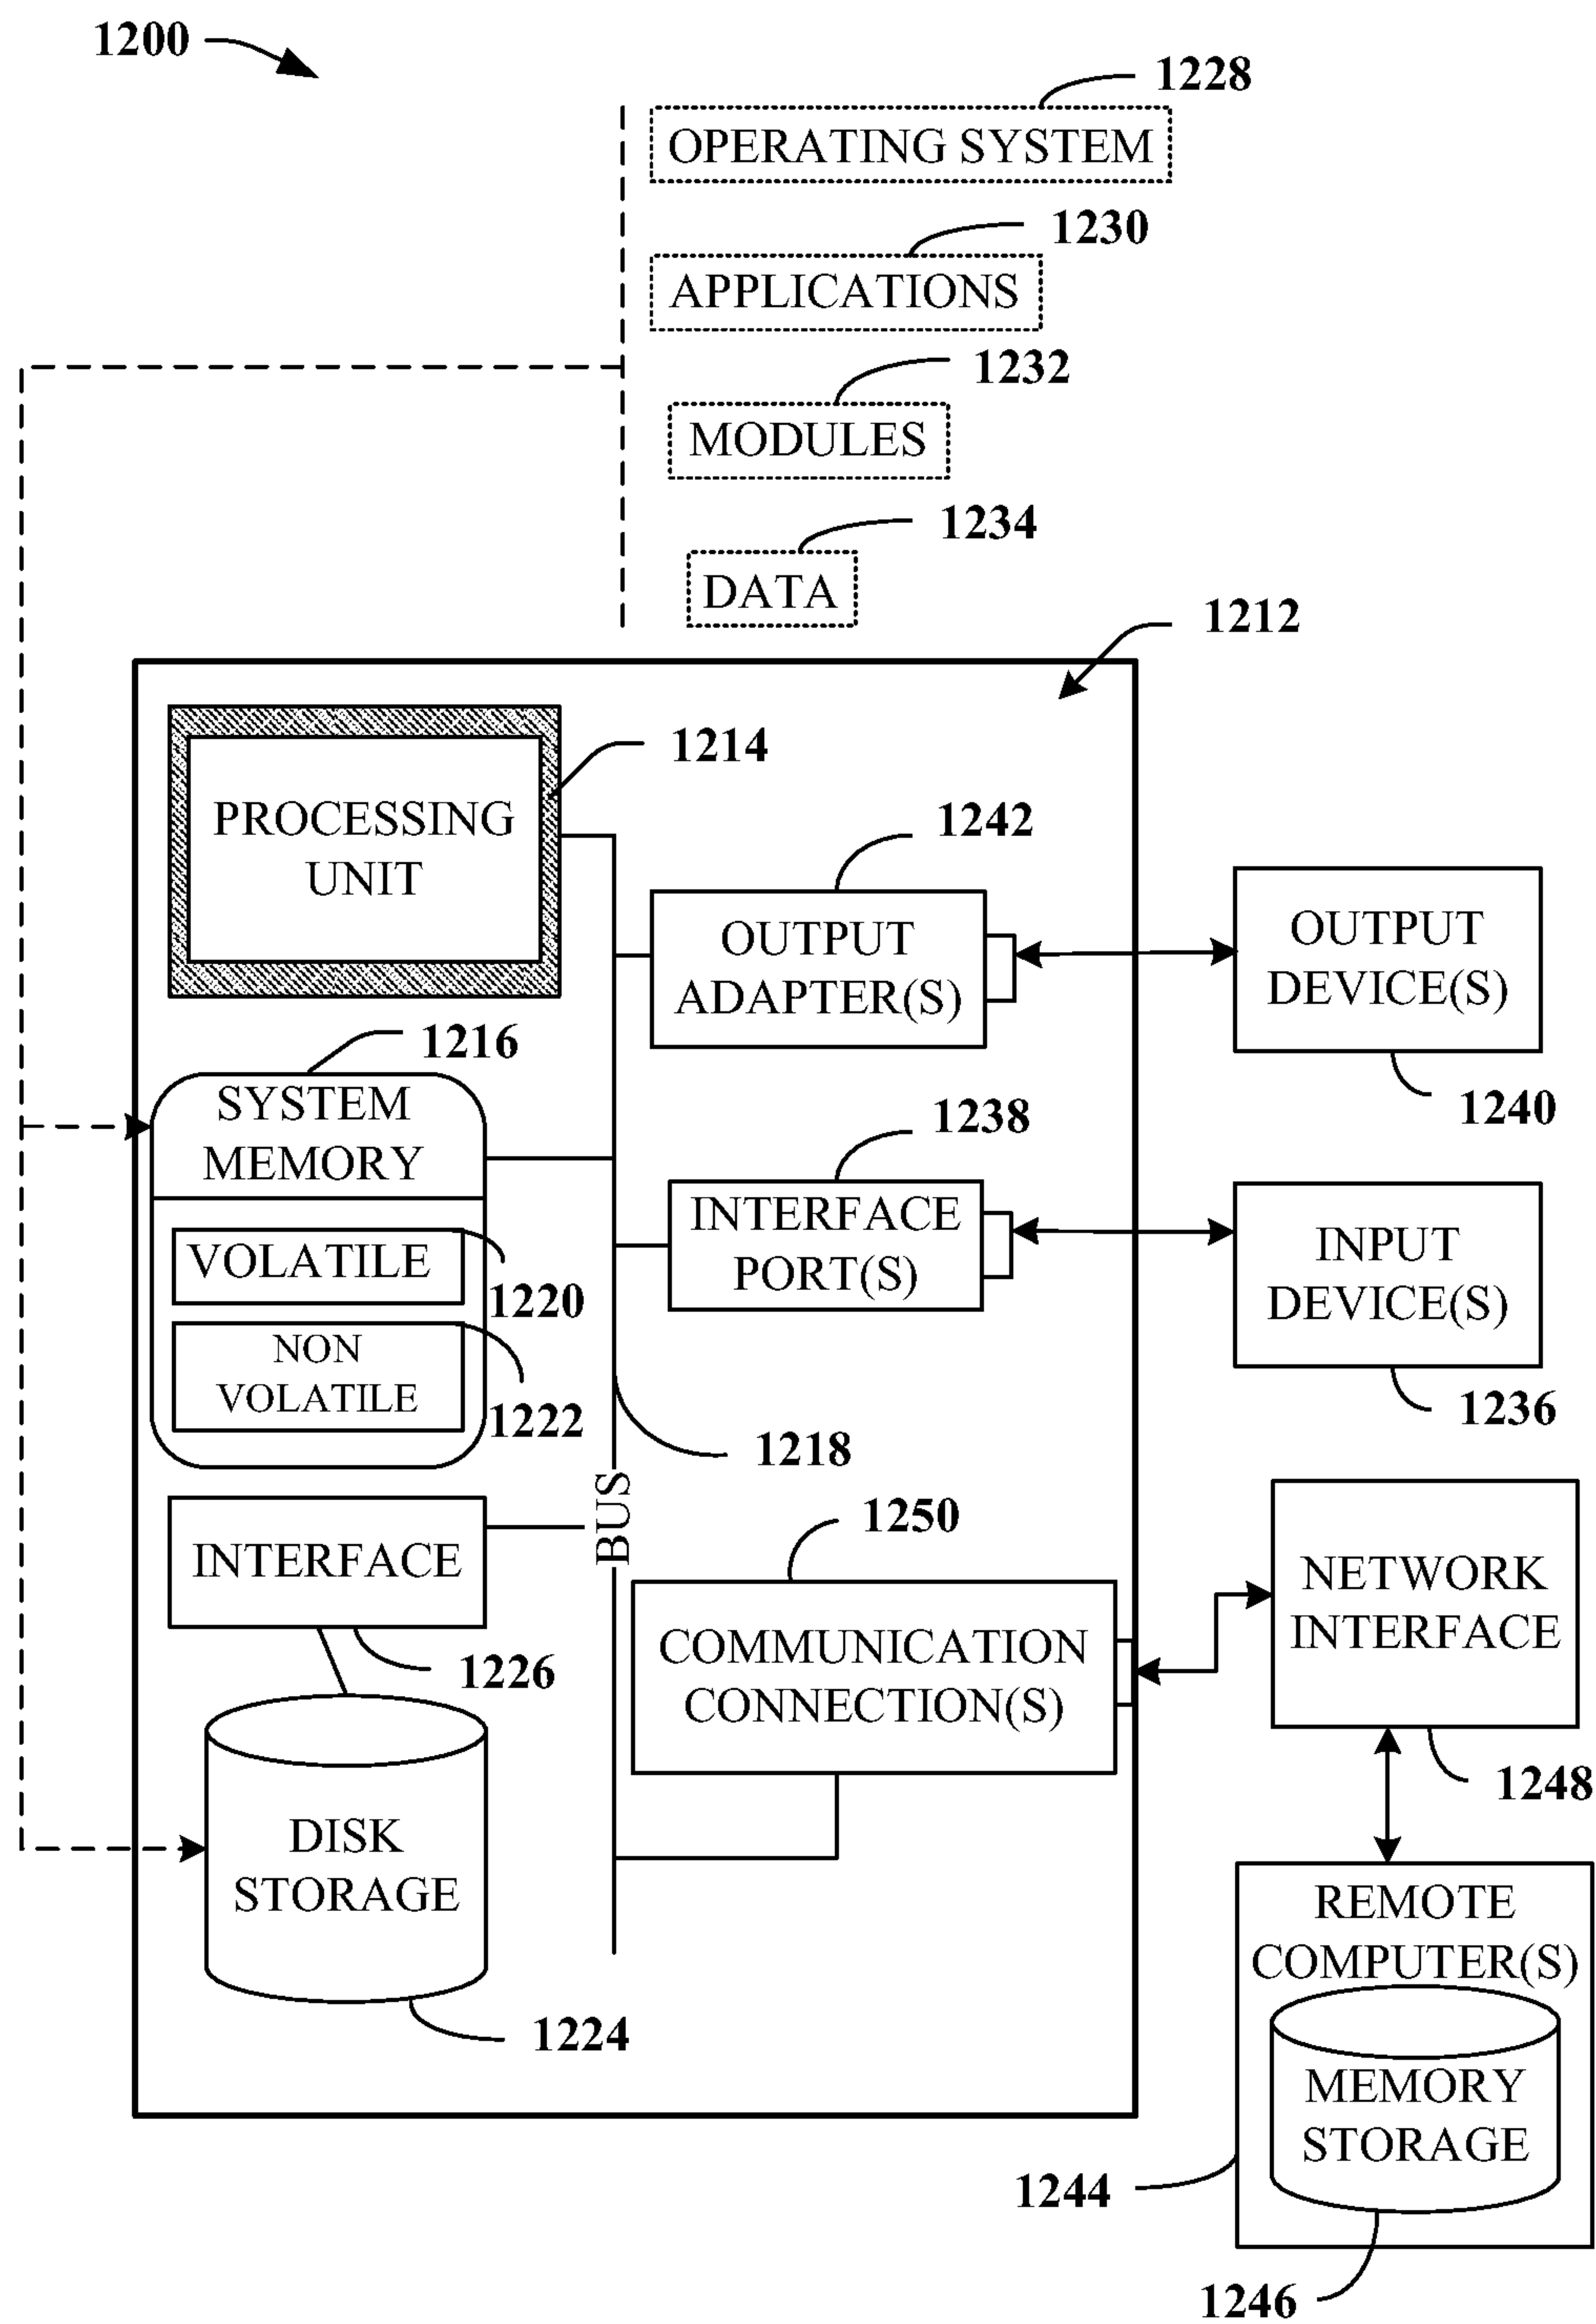 1200
1228
OPERATING SYSTEM
1230
APPLICATIONS
1232
MODULES
1234
DATA
1212
1214
PROCESSING
UNIT
1242
OUTPUT
ADAPTER(S)
OUTPUT
DEVICE(S)
1240
1216
SYSTEM
MEMORY
1238
INTERFACE
PORT(S)
INPUT
DEVICE(S)
1236
VOLATILE
1220
NON
VOLATILE
1222
1218
BUS
1250
INTERFACE
1226
COMMUNICATION
CONNECTION(S)
NETWORK
INTERFACE
1248
DISK
STORAGE
1224
REMOTE
COMPUTER(S)
MEMORY
STORAGE
1244
1246